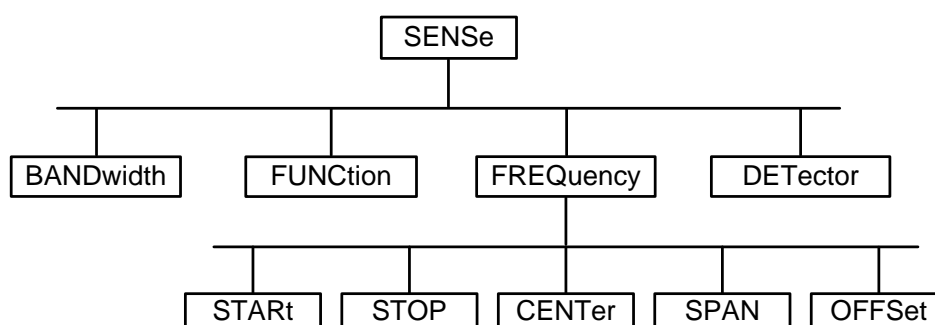 SENSe
BANDwidth FUNCtion FREQuency DETector
STARt STOP CENTer SPAN OFFSet